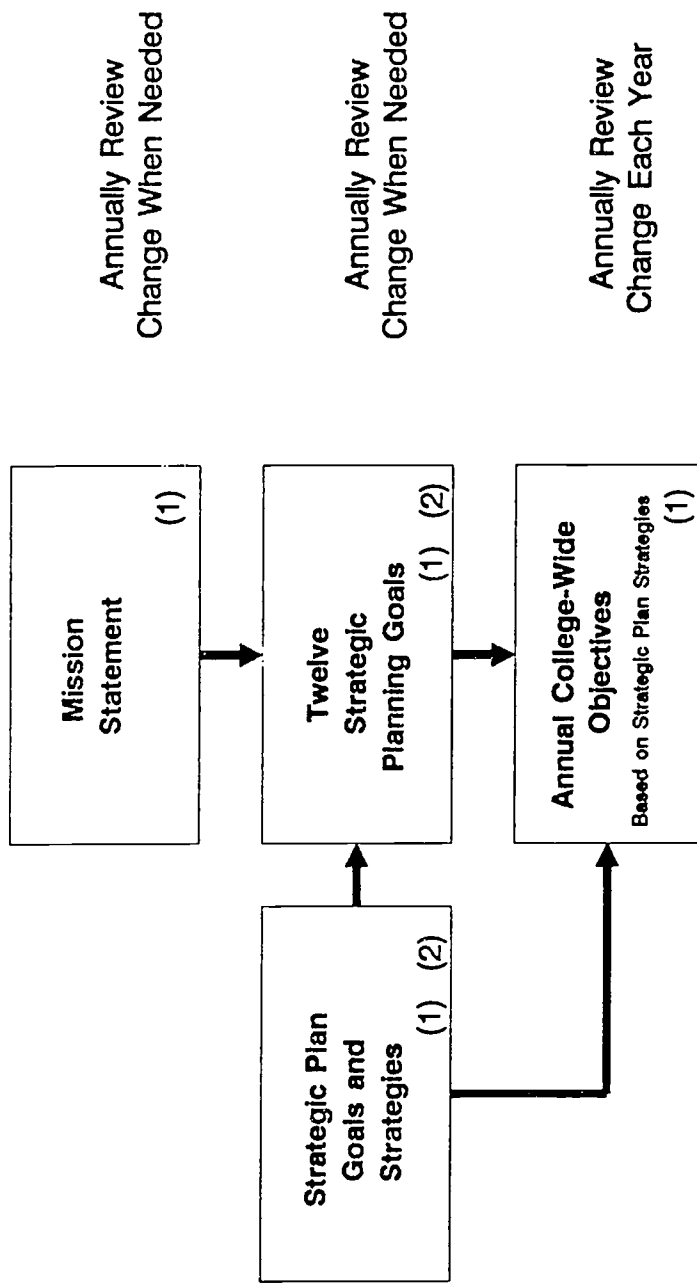 Mission
Statement
(1)
Annually Review
Change When Needed
Strategic Plan
Goals and
Strategies
(1) (2)
Twelve
Strategic
Planning Goals
(1) (2)
Annually Review
Change When Needed
Annual College-Wide
Objectives
Based on Strategic Plan Strategies
(1)
Annually Review
Change Each Year